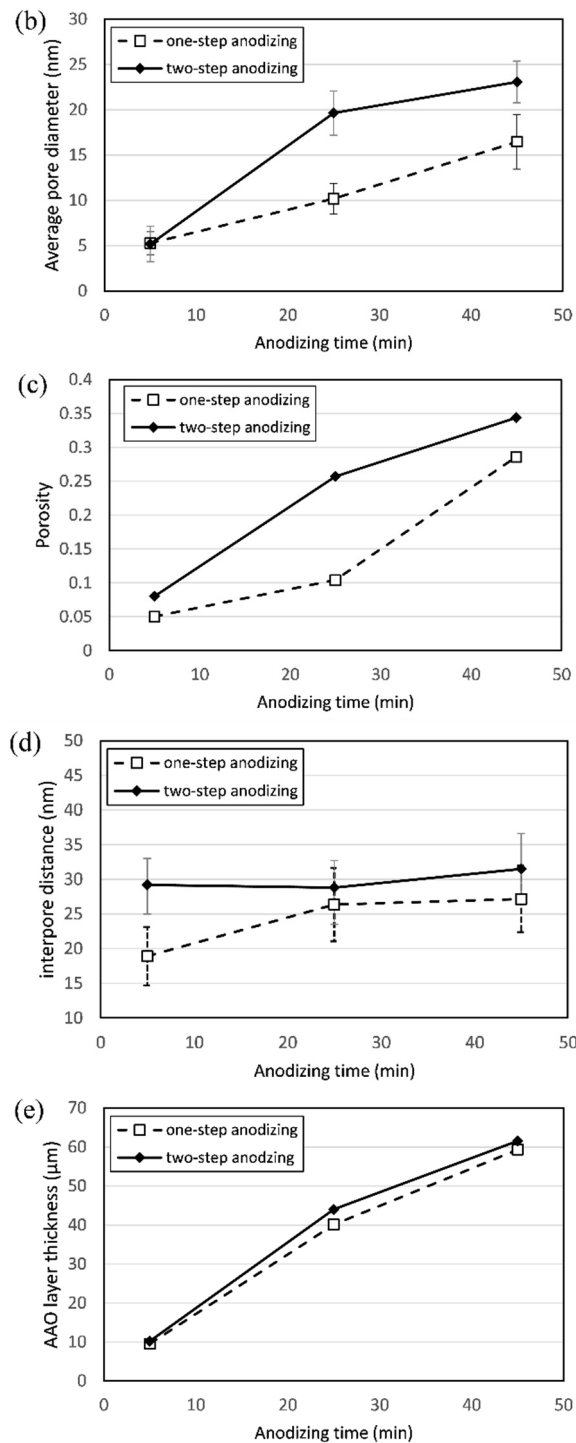 (b)
30
25
20
15
10
5
0
Average pore diameter (nm)
one-step anodizing
two-step anodizing
0 10 20 30 40 50
Anodizing time (min)
(c)
0.4
0.35
0.3
0.25
0.2
0.15
0.1
0.05
0
Porosity
one-step anodizing
two-step anodizing
0 10 20 30 40 50
Anodizing time (min)
(d)
50
45
40
35
30
25
20
15
10
interpore distance (nm)
one-step anodizing
two-step anodizing
0 10 20 30 40 50
Anodizing time (min)
(e)
70
60
50
40
30
20
10
0
AAO layer thickness (μm)
one-step anodizing
two-step anodzing
0 10 20 30 40 50
Anodizing time (min)